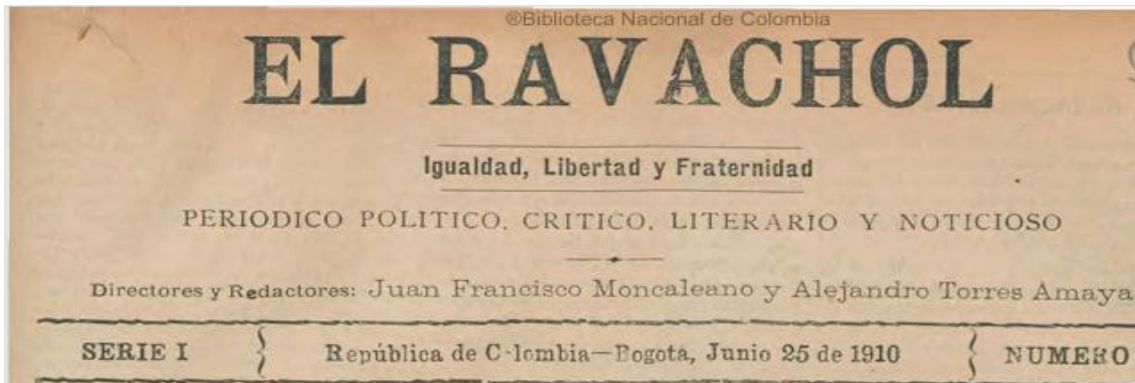 ®Biblioteca Nacional de Colombia
EL RAVACHOL
Igualdad, Libertad y Fraternidad
PERIODICO POLITICO, CRITICO, LITERARIO Y NOTICIOSO
Directores y Redactores: Juan Francisco Moncaleano y Alejandro Torres Amaya
SERIE I República de C lombia—Bogotá, Junio 25 de 1910 NUMERO